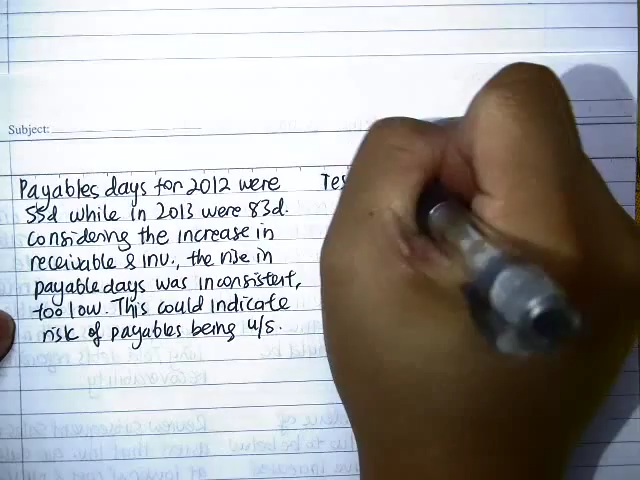 Subject:
Payables days for 2012 were
55d while in 2013 were 83d.
Considering the increase in
receivable & inv., the rise in
payable days was inconsistent,
too low. This could indicate
risk of payables being u/s.
Tes